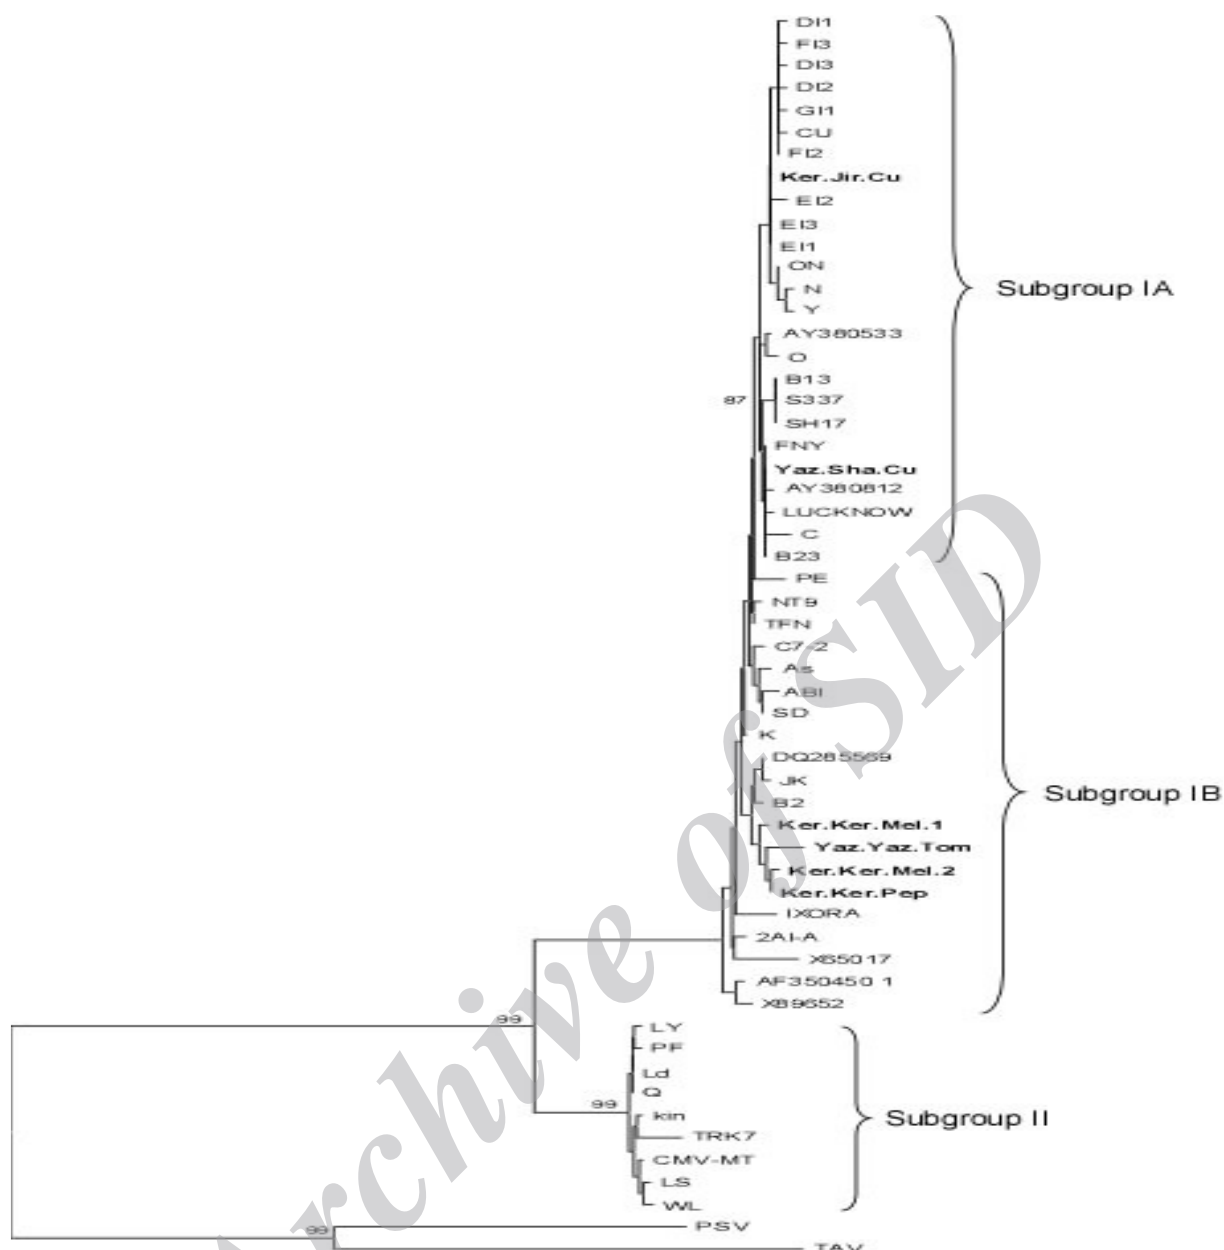 DI1
FI3
DI3
DI2
GI1
CU
FI2
Ker.Jir.Cu
EI2
EI3
EI1
ON
N
Y
Subgroup IA
AY380533
O
B13
87
S337
SH17
FNY
Yaz.Sha.Cu
AY380812
LUCKNOW
C
B23
PE
NT9
TFN
C7-2
As
ABI
SD
K
DQ285569
JK
B2
Subgroup IB
Ker.Ker.Mel.1
Yaz.Yaz.Tom
Ker.Ker.Mel.2
Ker.Ker.Pep
IXORA
2AI-A
X65017
AF350450 1
X89652
99
LY
PF
Ld
Q
99
kin
Subgroup II
TRK7
CMV-MT
LS
WL
99
PSV
TAV
Archive of SID